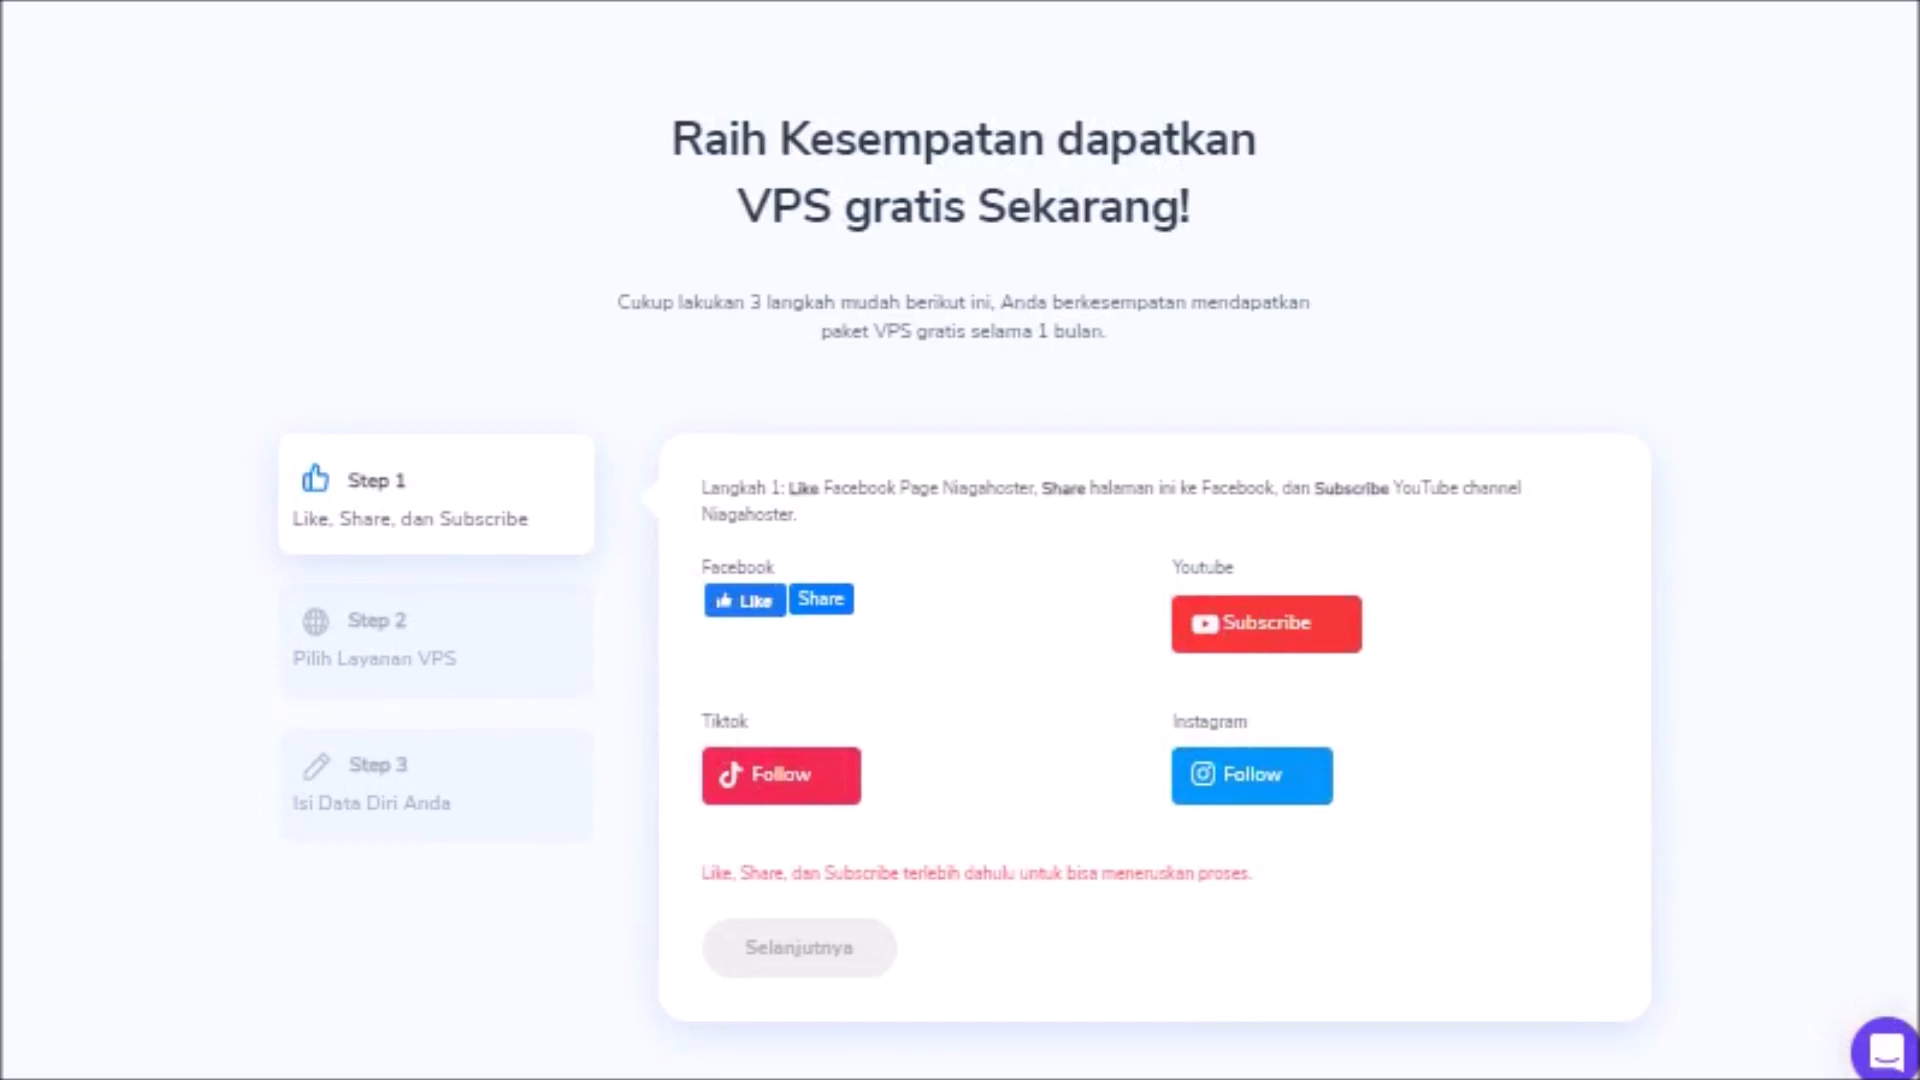 Raih Kesempatan dapatkan
VPS gratis Sekarang!
Cukup lakukan 3 langkah mudah berikut ini, Anda berkesempatan mendapatkan
paket VPS gratis selama 1 bulan.
Step 1
Like, Share, dan Subscribe
Step 2
Pilih Layanan VPS
Step 3
Isi Data Diri Anda
Langkah 1: Like Facebook Page Niagahoster, Share halaman ini ke Facebook, dan Subscribe YouTube channel
Niagahoster.
Facebook
Like Share
Youtube
Subscribe
Tiktok
Follow
Instagram
Follow
Like, Share, dan Subscribe terlebih dahulu untuk bisa meneruskan proses.
Selanjutnya